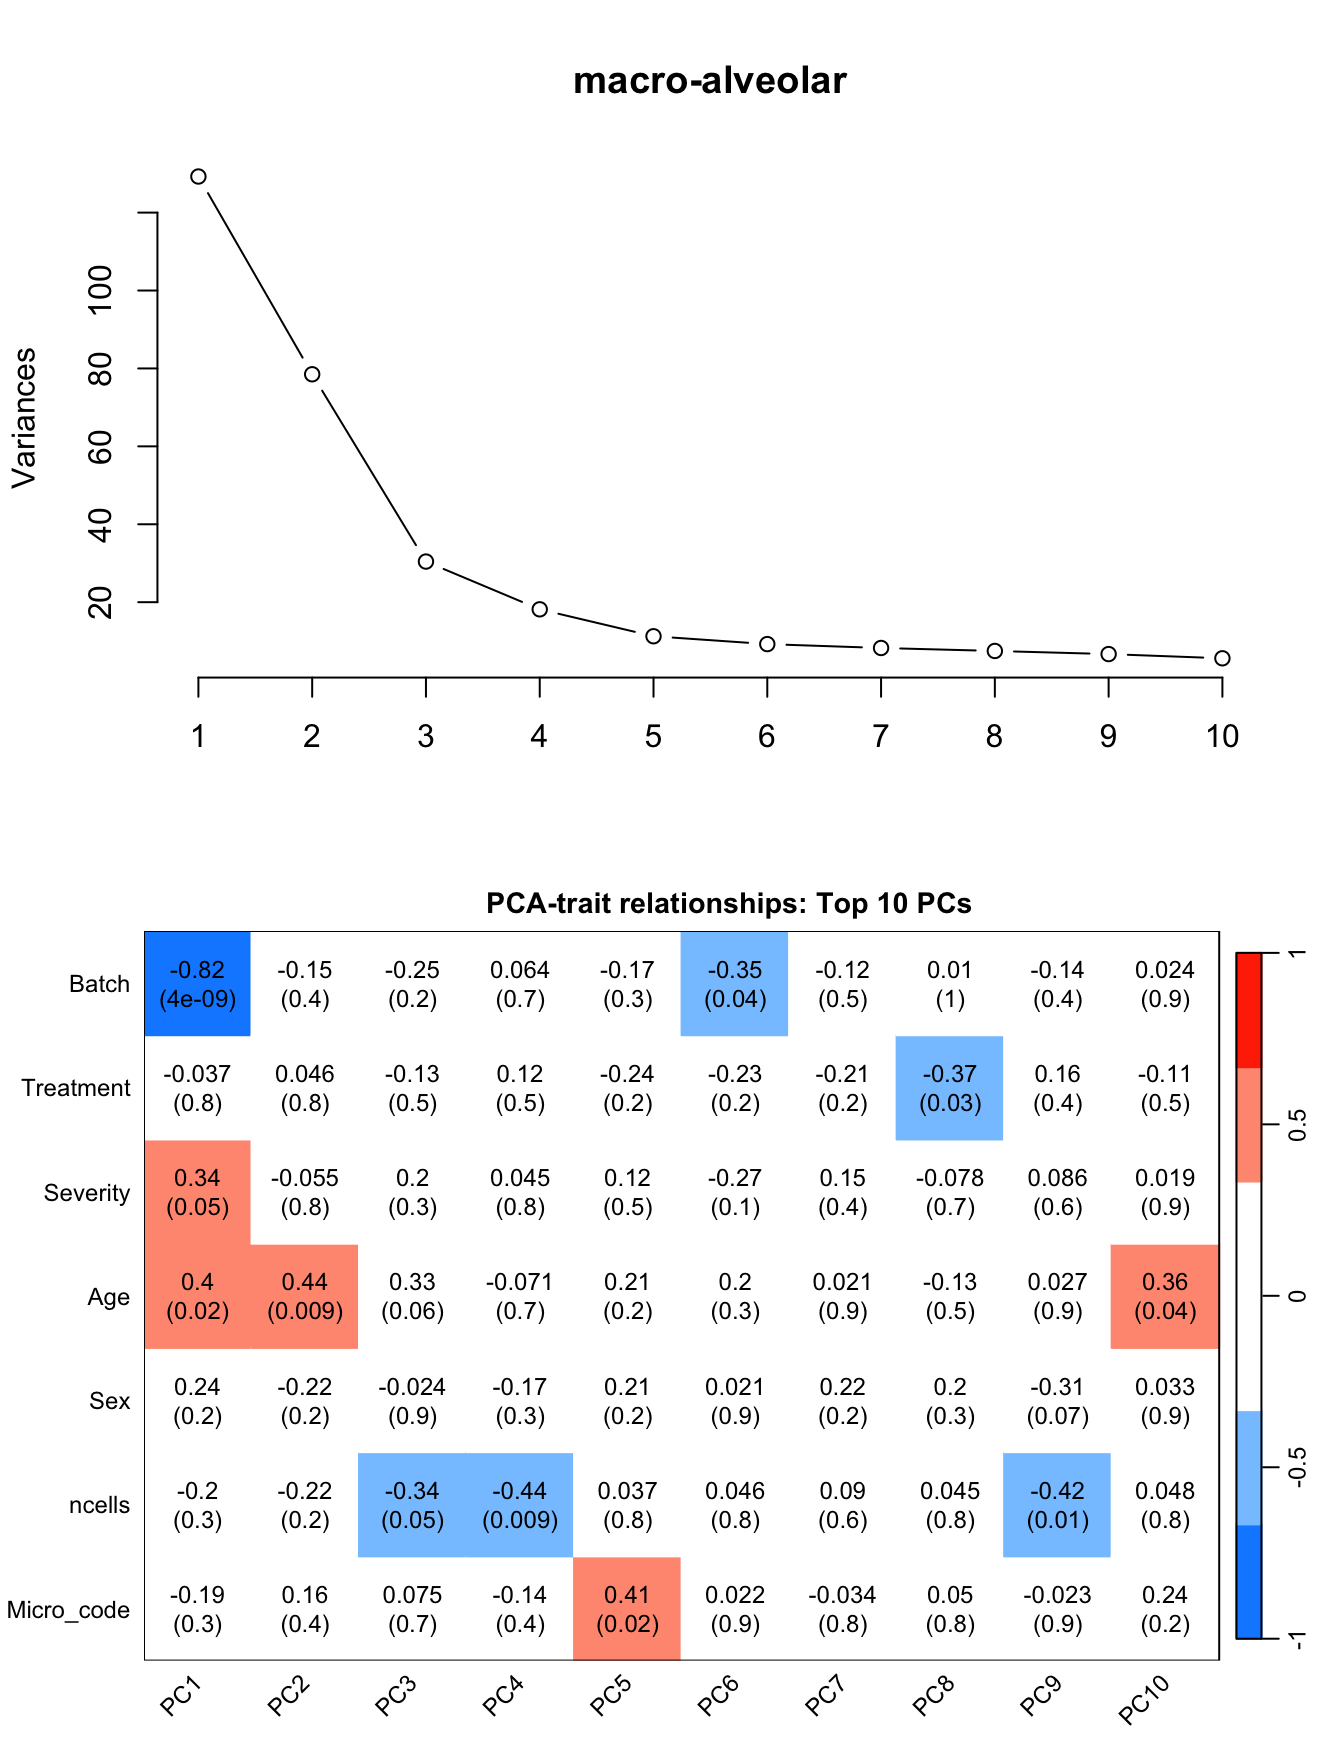 macro-alveolar
Variances
100
80
60
40
20
1 2 3 4 5 6 7 8 9 10
PCA-trait relationships: Top 10 PCs
Batch -0.82 -0.15 -0.25 0.064 -0.17 -0.35 -0.12 0.01 -0.14 0.024
(4e-09) (0.4) (0.2) (0.7) (0.3) (0.04) (0.5) (1) (0.4) (0.9)
Treatment -0.037 0.046 -0.13 0.12 -0.24 -0.23 -0.21 -0.37 0.16 -0.11
(0.8) (0.8) (0.5) (0.5) (0.2) (0.2) (0.2) (0.03) (0.4) (0.5)
Severity 0.34 -0.055 0.2 0.045 0.12 -0.27 0.15 -0.078 0.086 0.019
(0.05) (0.8) (0.3) (0.8) (0.5) (0.1) (0.4) (0.7) (0.6) (0.9)
Age 0.4 0.44 0.33 -0.071 0.21 0.2 0.021 -0.13 0.027 0.36
(0.02) (0.009) (0.06) (0.7) (0.2) (0.3) (0.9) (0.5) (0.9) (0.04)
Sex 0.24 -0.22 -0.024 -0.17 0.21 0.021 0.22 0.2 -0.31 0.033
(0.2) (0.2) (0.9) (0.3) (0.2) (0.9) (0.2) (0.3) (0.07) (0.9)
ncells -0.2 -0.22 -0.34 -0.44 0.037 0.046 0.09 0.045 -0.42 0.048
(0.3) (0.2) (0.05) (0.009) (0.8) (0.8) (0.6) (0.8) (0.01) (0.8)
Micro_code -0.19 0.16 0.075 -0.14 0.41 0.022 -0.034 0.05 -0.023 0.24
(0.3) (0.4) (0.7) (0.4) (0.02) (0.9) (0.8) (0.8) (0.9) (0.2)
PC1 PC2 PC3 PC4 PC5 PC6 PC7 PC8 PC9 PC10
1
0.5
0
-0.5
-1